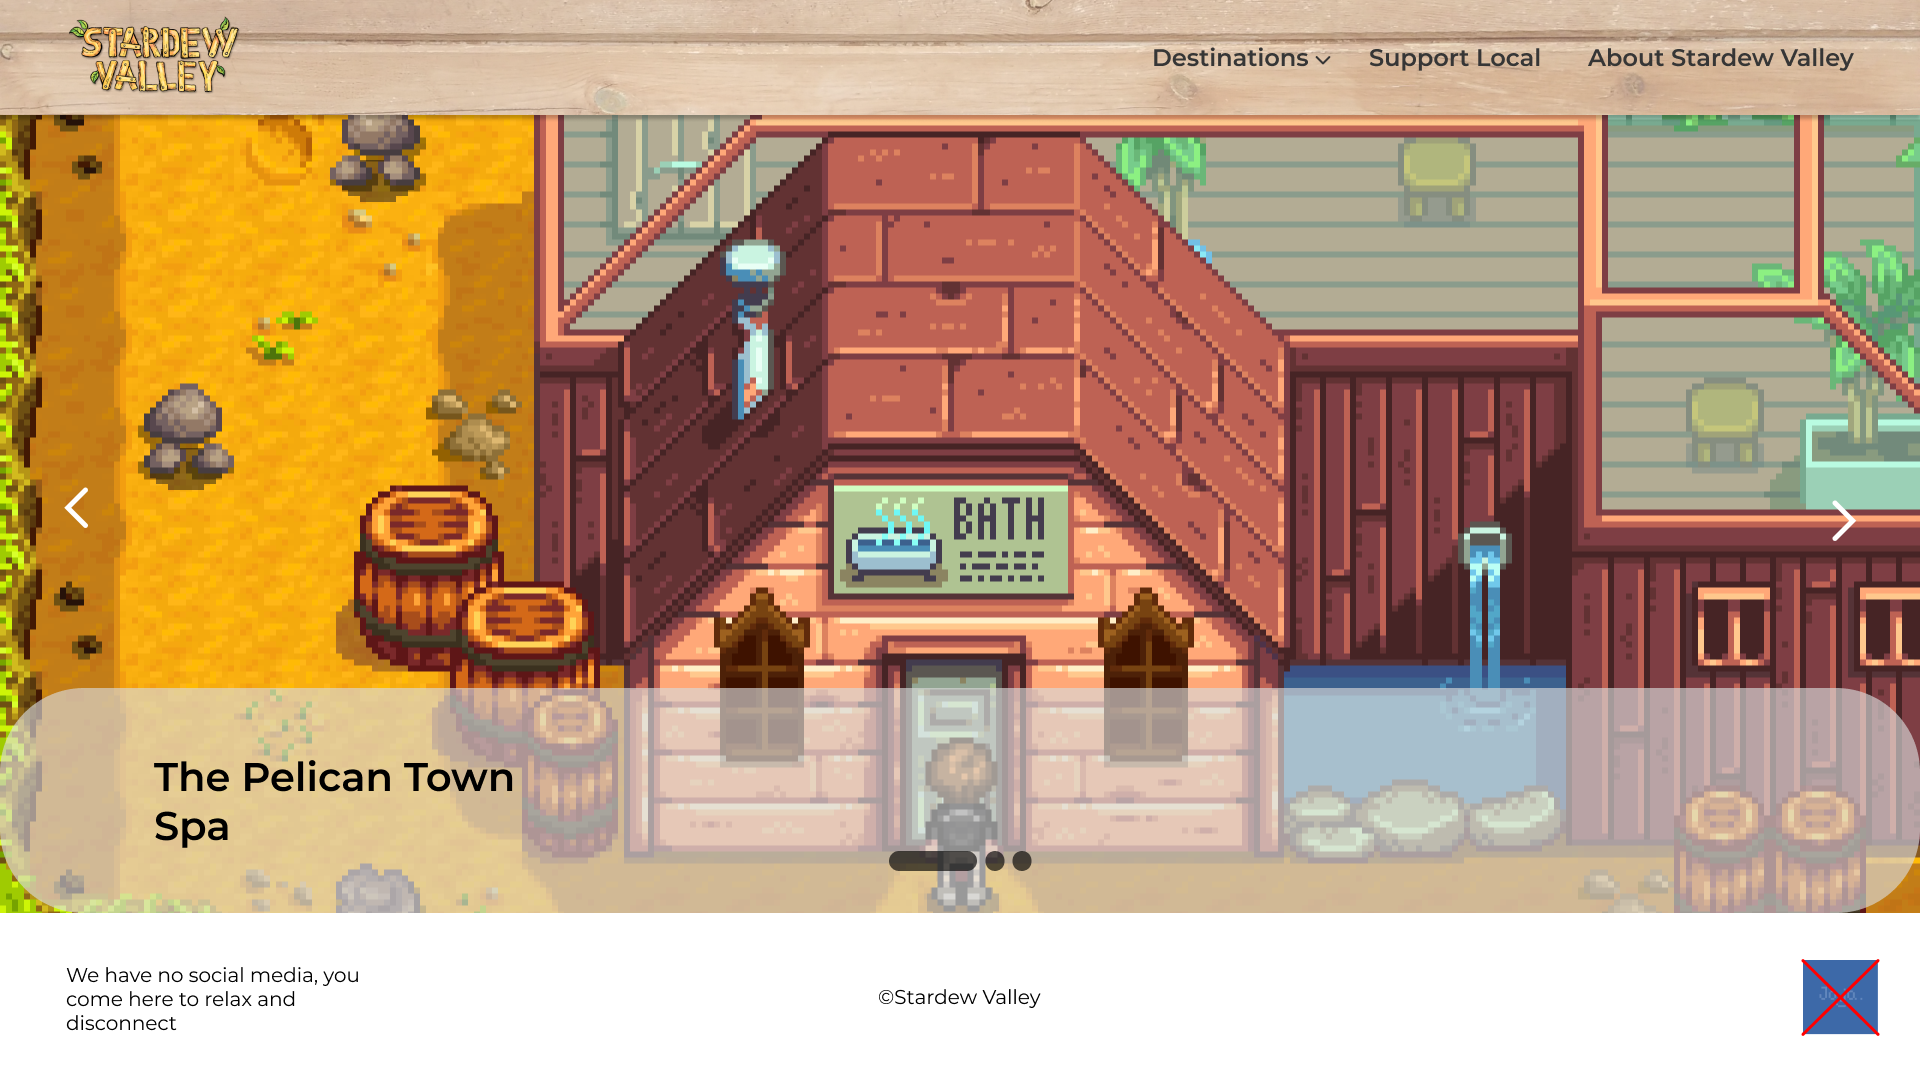 STARDEW
VALLEY
Destinations
Support Local
About Stardew Valley
BATH
The Pelican Town
Spa
We have no social media, you
come here to relax and
disconnect
©Stardew Valley